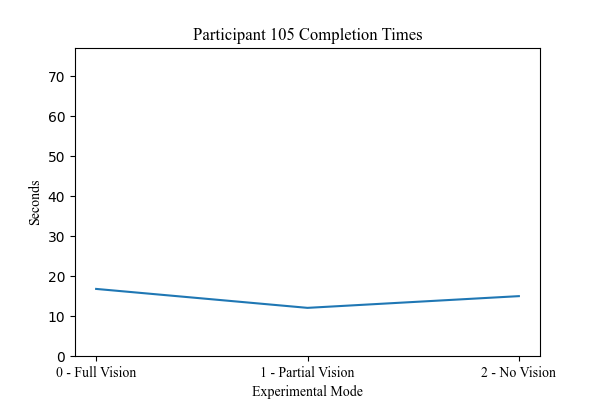 Participant 105 Completion Times
70
60
50
40
30
20
10
0
Seconds
0 - Full Vision
1 - Partial Vision
2 - No Vision
Experimental Mode